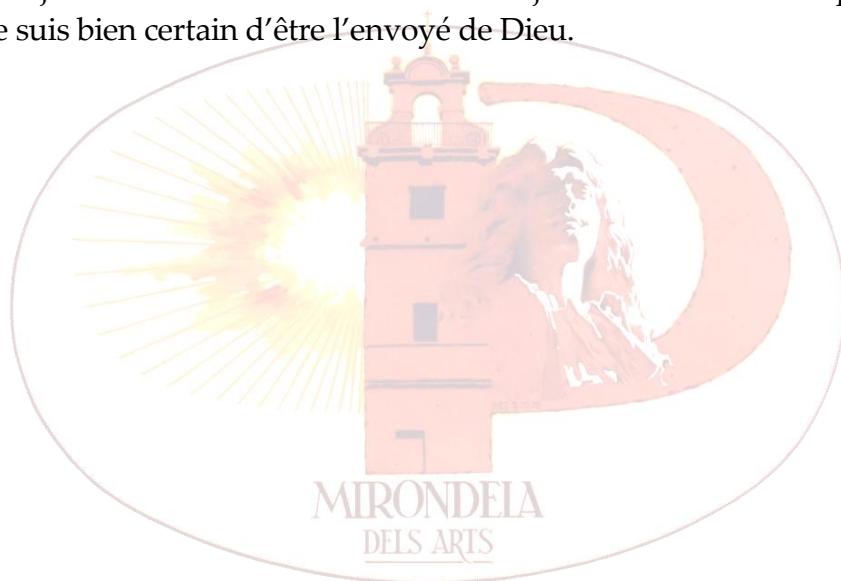 e suis bien certain d’être l’envoyé de Dieu.
MIRONDELA
DELS ARTS